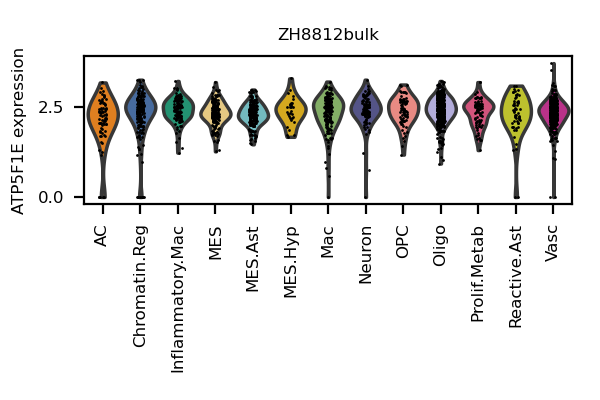 ZH8812bulk
ATP5F1E expression
2.5
0.0
AC
Chromatin.Reg
Inflammatory.Mac
MES
MES.Ast
MES.Hyp
Mac
Neuron
OPC
Oligo
Prolif.Metab
Reactive.Ast
Vasc